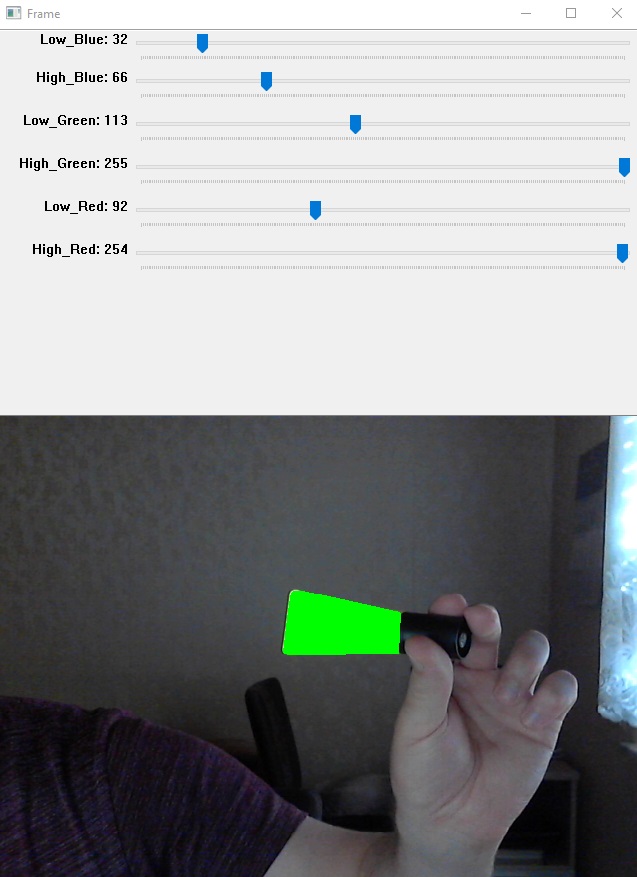 Frame
Low_Blue: 32
High_Blue: 66
Low_Green: 113
High_Green: 255
Low_Red: 92
High_Red: 254